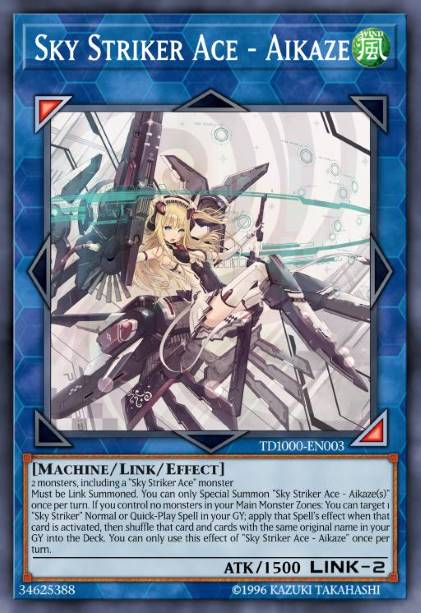 SKY STRIKER ACE - AIKAZE
WIND
風
TD1000-EN003
[MACHINE/LINK/EFFECT]
2 monsters, including a "Sky Striker Ace" monster
Must be Link Summoned. You can only Special Summon "Sky Striker Ace - Aikaze(s)"
once per turn. If you control no monsters in your Main Monster Zones: You can target 1
"Sky Striker" Normal or Quick-Play Spell in your GY; apply that Spell's effect when that
card is activated, then shuffle that card and cards with the same original name in your
GY into the Deck. You can only use this effect of "Sky Striker Ace - Aikaze" once per
turn.
ATK/1500 LINK-2
34625388 ©1996 KAZUKI TAKAHASHI